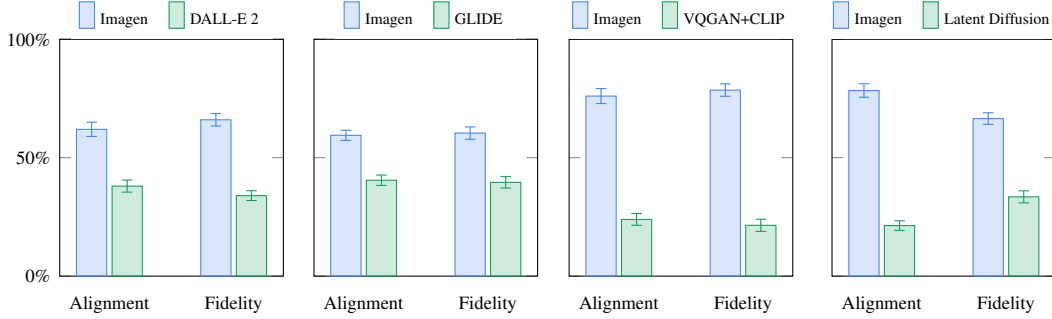 Imagen DALL-E 2 Imagen GLIDE Imagen VQGAN+CLIP Imagen Latent Diffusion
100%
50%
0%
Alignment Fidelity Alignment Fidelity Alignment Fidelity Alignment Fidelity